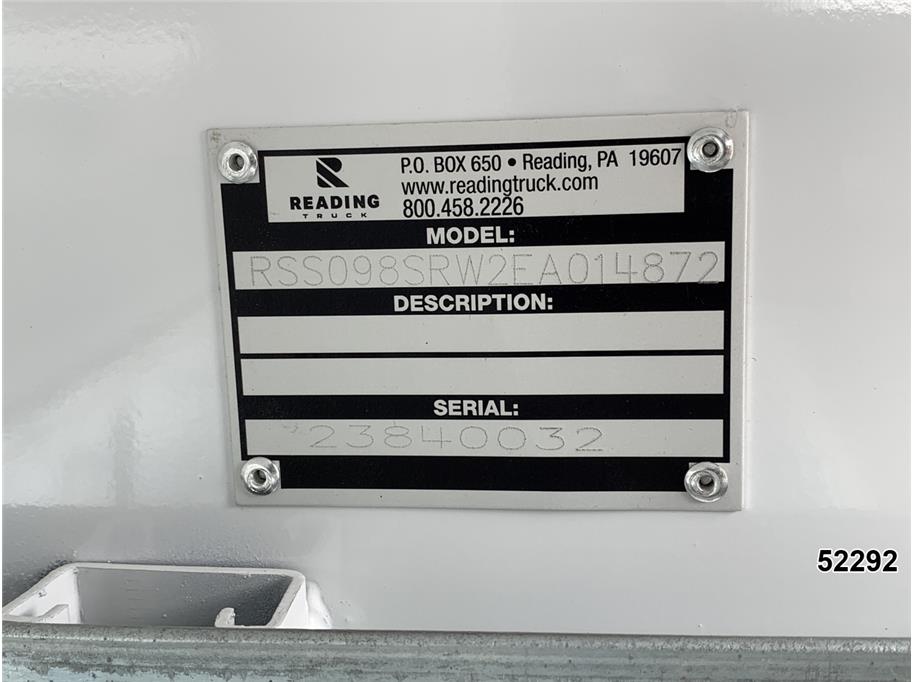 P.O. BOX 650 • Reading, PA 19607
www.readingtruck.com
800.458.2226
READING
TRUCK
MODEL:
RSS098SRW2EA014872
DESCRIPTION:
SERIAL:
23840032
52292